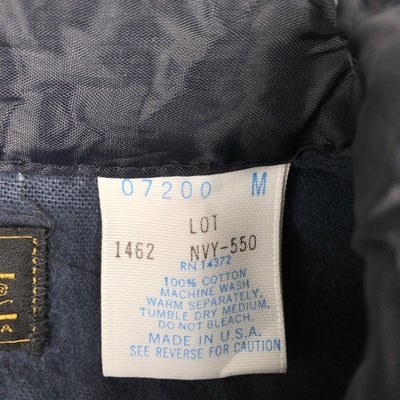 07200 M
LOT
1462 NVY-550
RN 14372
100% COTTON
MACHINE WASH
WARM SEPARATELY.
TUMBLE DRY MEDIUM.
DO NOT BLEACH.
MADE IN U.S.A.
SEE REVERSE FOR CAUTION